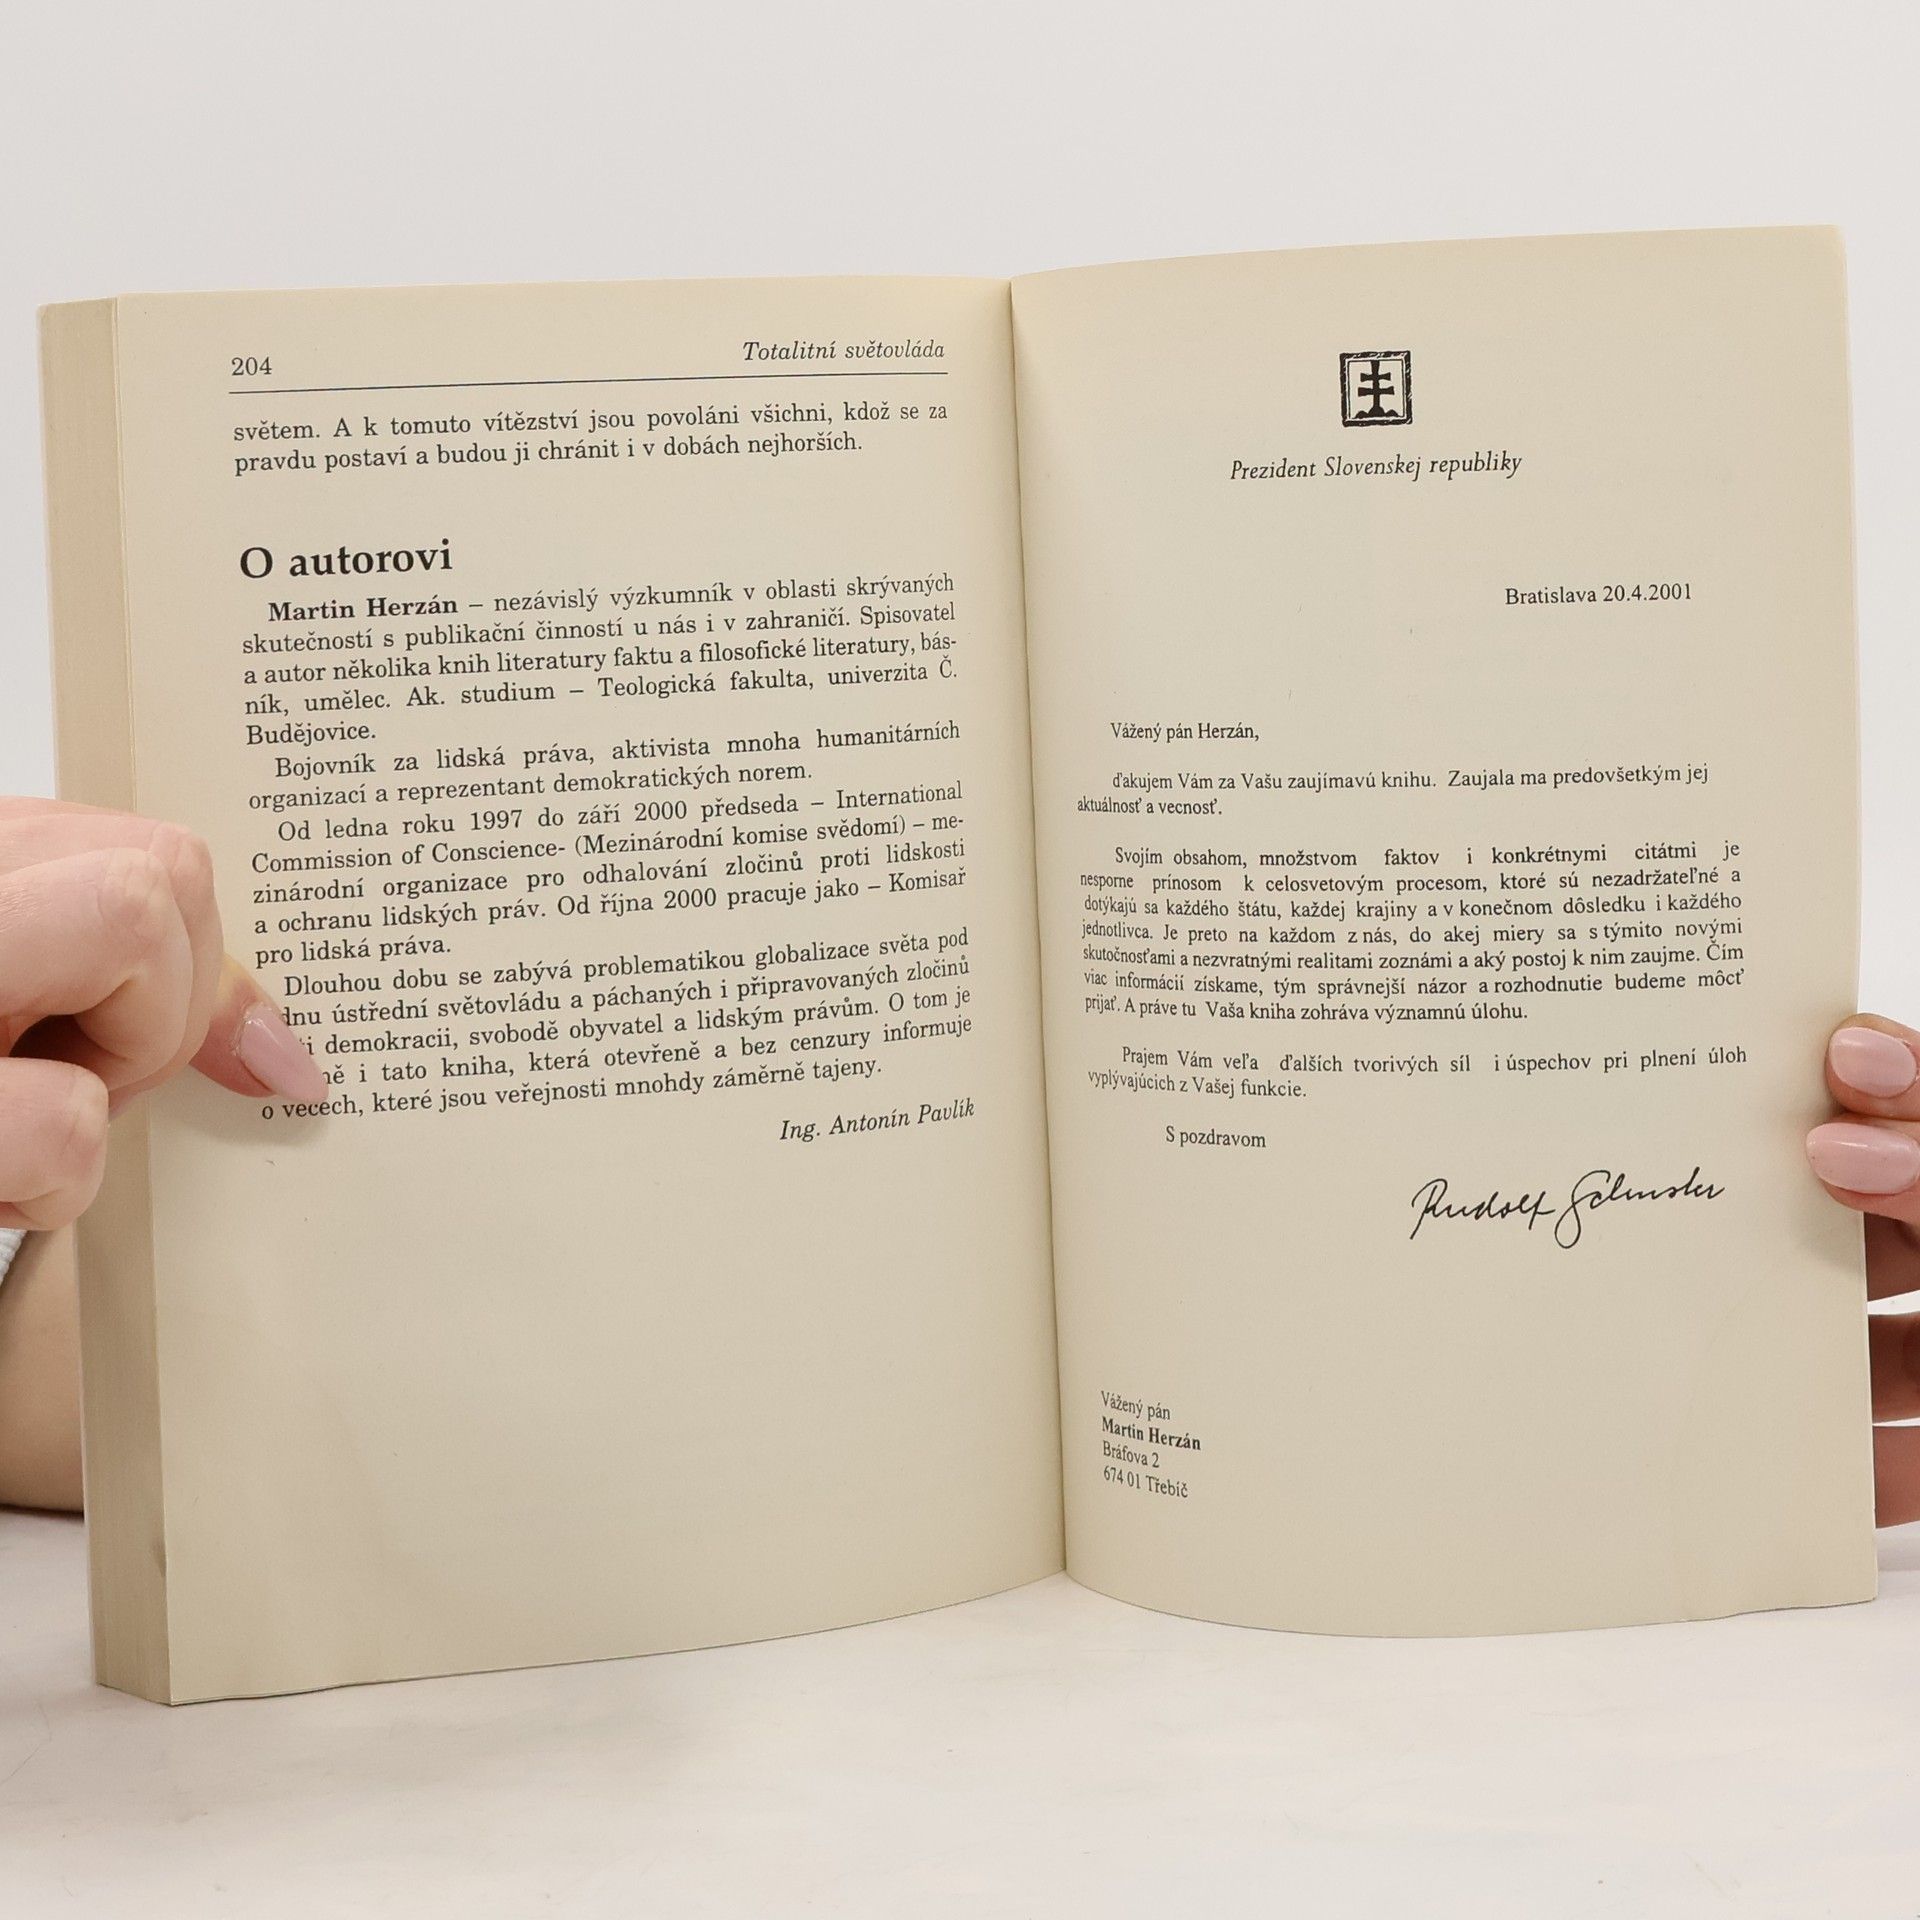 204
Totalitní světovláda
světem. A k tomuto vítězství jsou povoláni všichni, kdož se za
pravdu postaví a budou ji chránit i v dobách nejhorších.
O autorovi
Martin Herzán – nezávislý výzkumník v oblasti skrývaných
skutečností s publikační činností u nás i v zahraničí. Spisovatel
a autor několika knih literatury faktu a filosofické literatury, bás-
ník, umělec. Ak. studium – Teologická fakulta, univerzita Č.
Budějovice.
Bojovník za lidská práva, aktivista mnoha humanitárních
organizací a reprezentant demokratických norem.
Od ledna roku 1997 do září 2000 předseda – International
Commission of Conscience- (Mezinárodní komise svědomí) – me-
zinárodní organizace pro odhalování zločinů proti lidskosti
a ochranu lidských práv. Od října 2000 pracuje jako – Komisař
pro lidská práva.
Dlouhou dobu se zabývá problematikou globalizace světa pod
ústřední světovládu a páchaných i připravovaných zločinů
demokracii, svobodě obyvatel a lidským právům. O tom je
i tato kniha, která otevřeně a bez cenzury informuje
o věcech, které jsou veřejnosti mnohdy záměrně tajeny.
Ing. Antonín Pavlík
Prezident Slovenskej republiky
Bratislava 20.4.2001
Vážený pán Herzán,
ďakujem Vám za Vašu zaujímavú knihu. Zaujala ma predovšetkým jej
aktuálnosť a vecnosť.
Svojím obsahom, množstvom faktov i konkrétnymi citátmi je
nesporne prínosom k celosvetovým procesom, ktoré sú nezadržateľné a
dotýkajú sa každého štátu, každej krajiny a v konečnom dôsledku i každého
jednotlivca. Je preto na každom z nás, do akej miery sa s týmito novými
skutočnosťami a nezvratnými realitami zoznámi a aký postoj k nim zaujme. Čím
viac informácií získame, tým správnejší názor a rozhodnutie budeme môcť
prijať. A práve tu Vaša kniha zohráva významnú úlohu.
Prajem Vám veľa ďalších tvorivých síl i úspechov pri plnení úloh
vyplývajúcich z Vašej funkcie.
S pozdravom
Rudolf Schuster
Vážený pán
Martin Herzán
Bráfova 2
674 01 Třebíč